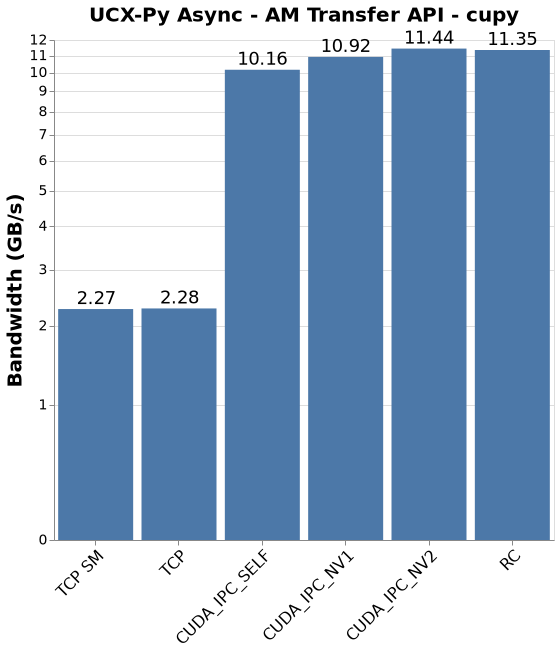 UCX-Py Async - AM Transfer API - cupy
Bandwidth (GB/s)
12
11
10
9
8
7
6
5
4
3
2
1
0
2.27
2.28
10.16
10.92
11.44
11.35
TCP SM
TCP
CUDA_IPC_SELF
CUDA_IPC_NV1
CUDA_IPC_NV2
RC